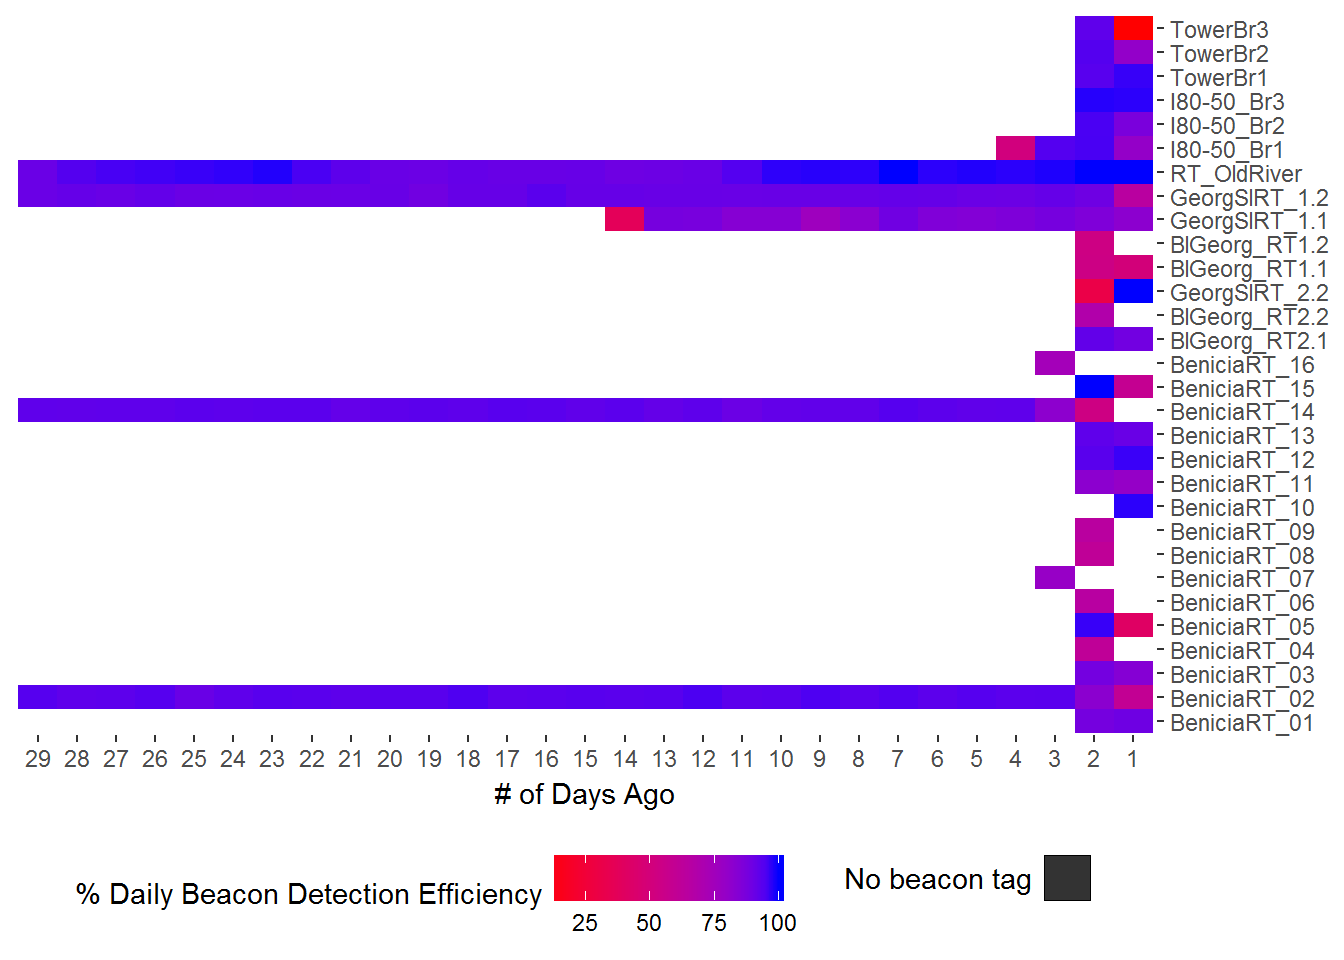 TowerBr3
TowerBr2
TowerBr1
I80-50_Br3
I80-50_Br2
I80-50_Br1
RT_OldRiver
GeorgSlRT_1.2
GeorgSlRT_1.1
BlGeorg_RT1.2
BlGeorg_RT1.1
GeorgSlRT_2.2
BlGeorg_RT2.2
BlGeorg_RT2.1
BeniciaRT_16
BeniciaRT_15
BeniciaRT_14
BeniciaRT_13
BeniciaRT_12
BeniciaRT_11
BeniciaRT_10
BeniciaRT_09
BeniciaRT_08
BeniciaRT_07
BeniciaRT_06
BeniciaRT_05
BeniciaRT_04
BeniciaRT_03
BeniciaRT_02
BeniciaRT_01
29 28 27 26 25 24 23 22 21 20 19 18 17 16 15 14 13 12 11 10 9 8 7 6 5 4 3 2 1
# of Days Ago
% Daily Beacon Detection Efficiency
25 50 75 100
No beacon tag